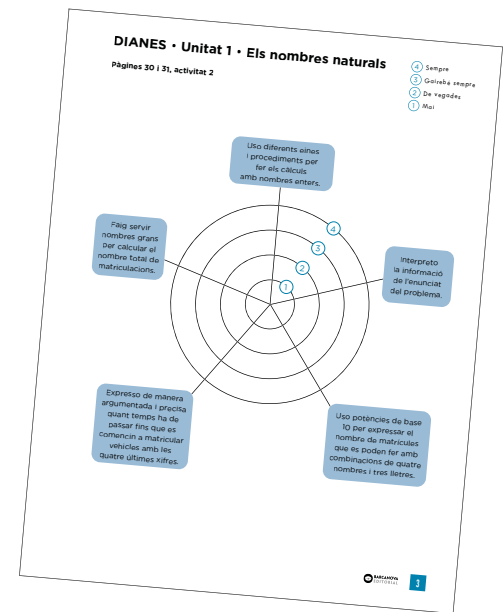 DIANES • Unitat 1 • Els nombres naturals
Pàgines 30 i 31, activitat 2
4 Sempre
3 Gairebé sempre
2 De vegades
1 Mai
Uso diferents eines
i procediments per
fer els càlculs
amb nombres enters.
Faig servir
nombres grans
per calcular el
nombre total de
matriculacions.
4
3
2
1
Interpreto
la informació
de l'enunciat
del problema.
Expresso de manera
argumentada i precisa
quant temps ha de
passar fins que es
comencin a matricular
vehicles amb les
quatre últimes xifres.
Uso potències de base
10 per expressar el
nombre de matrícules
que es poden fer amb
combinacions de quatre
nombres i tres lletres.
BARCANOVA
EDITORIAL
3